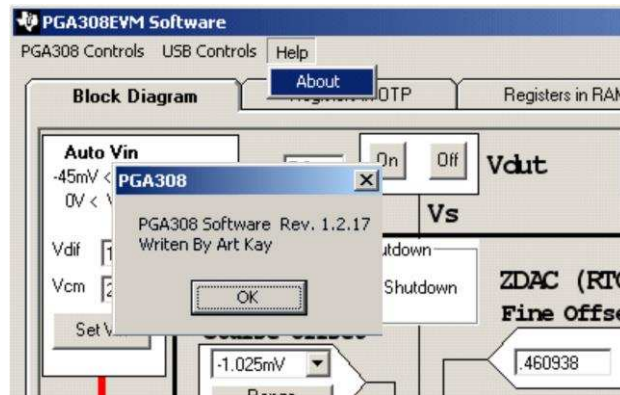 PGA308EVM Software
PGA308 Controls USB Controls Help
About
Block Diagram OTP Registers in RAM
Auto Vin
-45mV <
0V <
On Off Vout
Vs
PGA308
PGA308 Software Rev. 1.2.17
Writen By Art Kay
OK
Vdif
Vcm
Shutdown
ZDAC (RTO
Fine Offse
-1.025mV
.460938